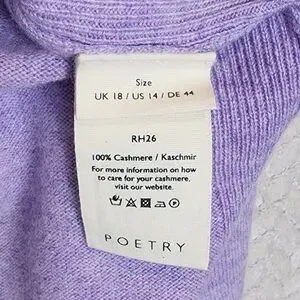 Size
UK 18 / US 14 / DE 44
RH26
100% Cashmere / Kaschmir
For more information on how
to care for your cashmere,
visit our website.
POETRY